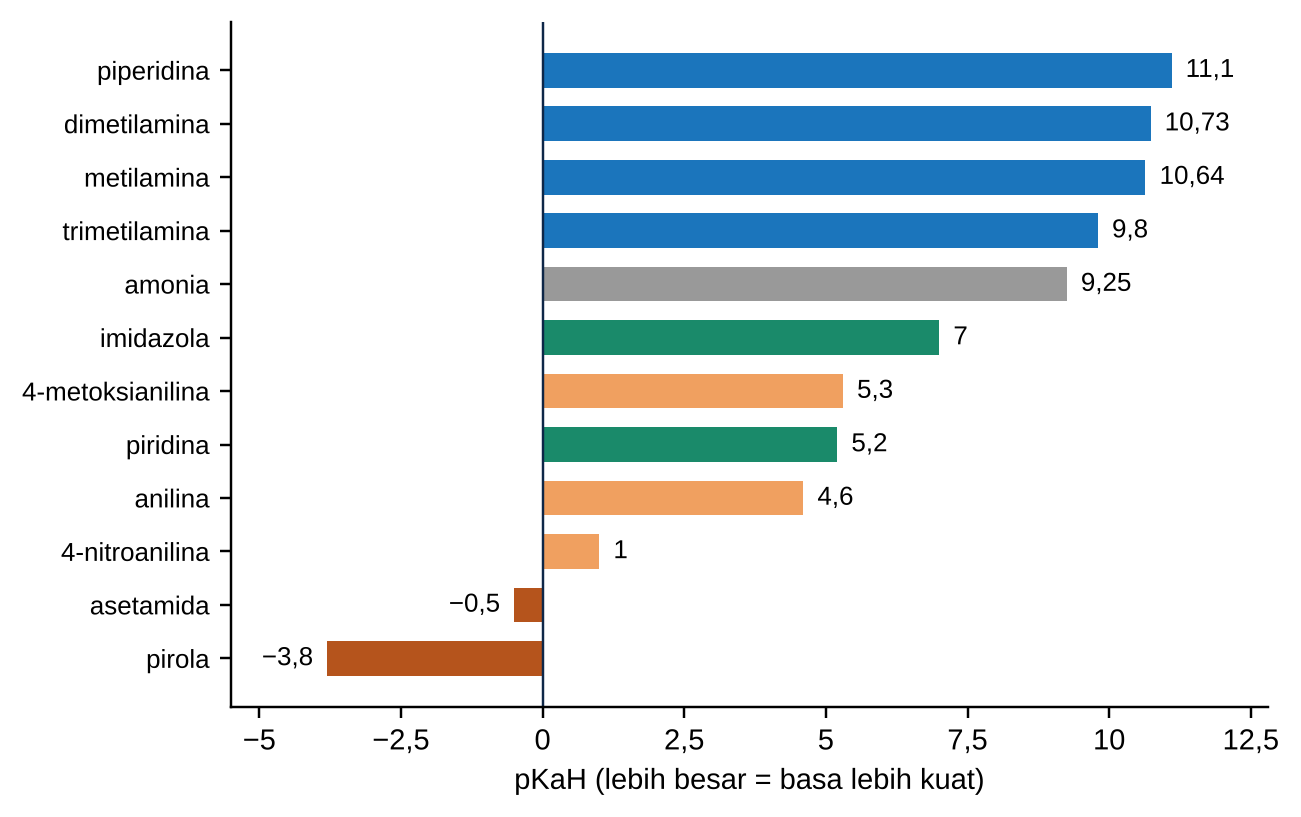 piperidina 11,1
dimetilamina 10,73
metilamina 10,64
trimetilamina 9,8
amonia 9,25
imidazola 7
4-metoksianilina 5,3
piridina 5,2
anilina 4,6
4-nitroanilina 1
asetamida −0,5
pirola −3,8
−5 −2,5 0 2,5 5 7,5 10 12,5
pKaH (lebih besar = basa lebih kuat)